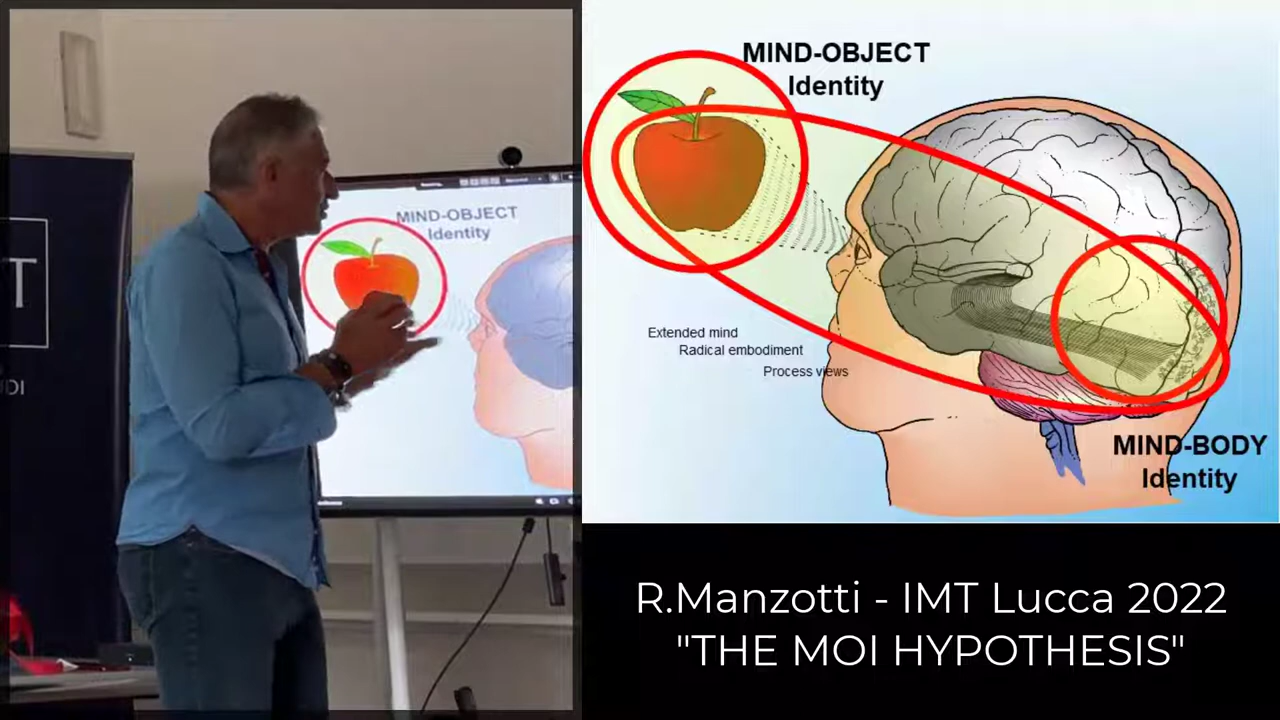 T
DI
MIND-OBJECT
Identity
MIND-OBJECT
Identity
Extended mind
Radical embodiment
Process views
MIND-BODY
Identity
R.Manzotti - IMT Lucca 2022
"THE MOI HYPOTHESIS"